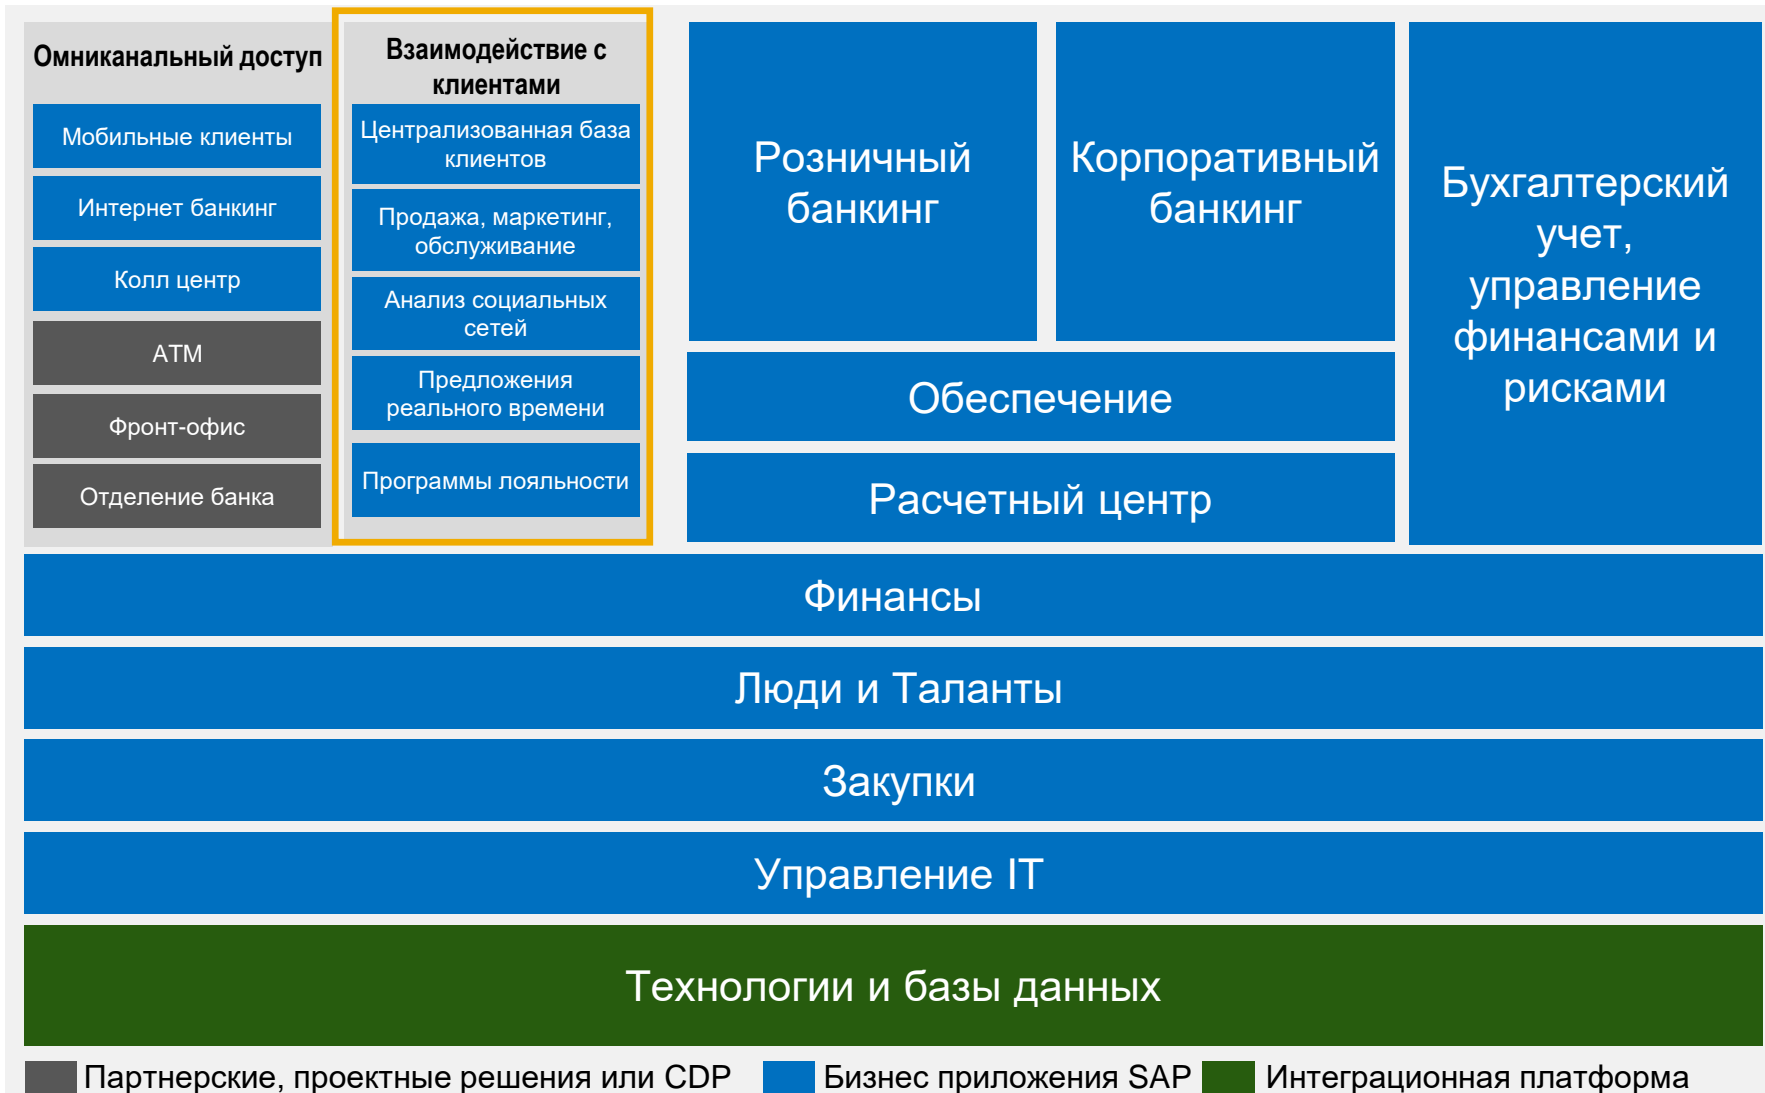 Омниканальный доступ
Мобильные клиенты
Интернет банкинг
Колл центр
ATM
Фронт-офис
Отделение банка
Взаимодействие с
клиентами
Централизованная база
клиентов
Продажа, маркетинг,
обслуживание
Анализ социальных
сетей
Предложения
реального времени
Программы лояльности
Розничный
банкинг
Корпоративный
банкинг
Обеспечение
Расчетный центр
Бухгалтерский
учет,
управление
финансами и
рисками
Финансы
Люди и Таланты
Закупки
Управление IT
Технологии и базы данных
Партнерские, проектные решения или CDP
Бизнес приложения SAP
Интеграционная платформа